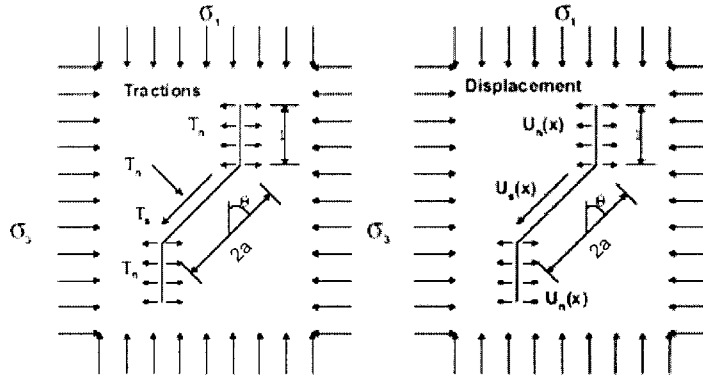 σ₁
Tractions
Tₙ
Tₙ
Tₛ
θ
σ₃
2a
Tₙ
σ₁
Displacement
Uₙ(x)
Uₛ(x)
θ
σ₃
2a
Uₙ(x)